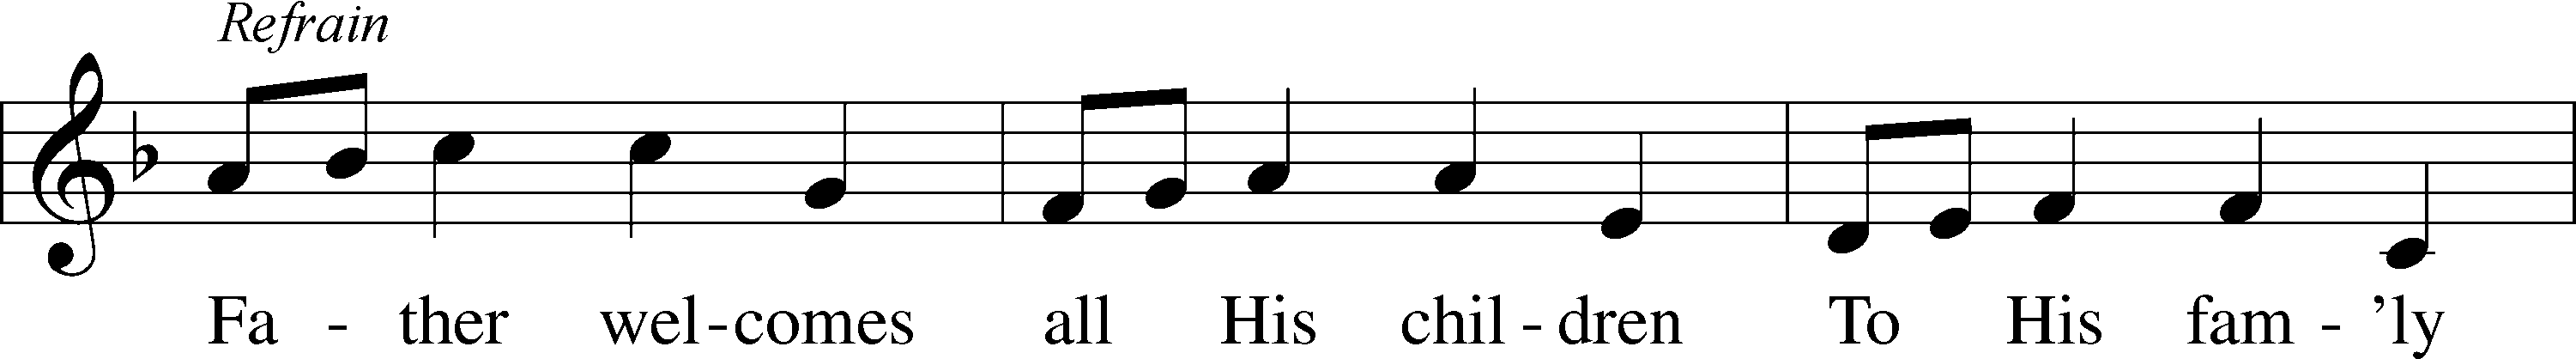 Refrain
Fa - ther wel - comes all His chil - dren To His fam - ’ly